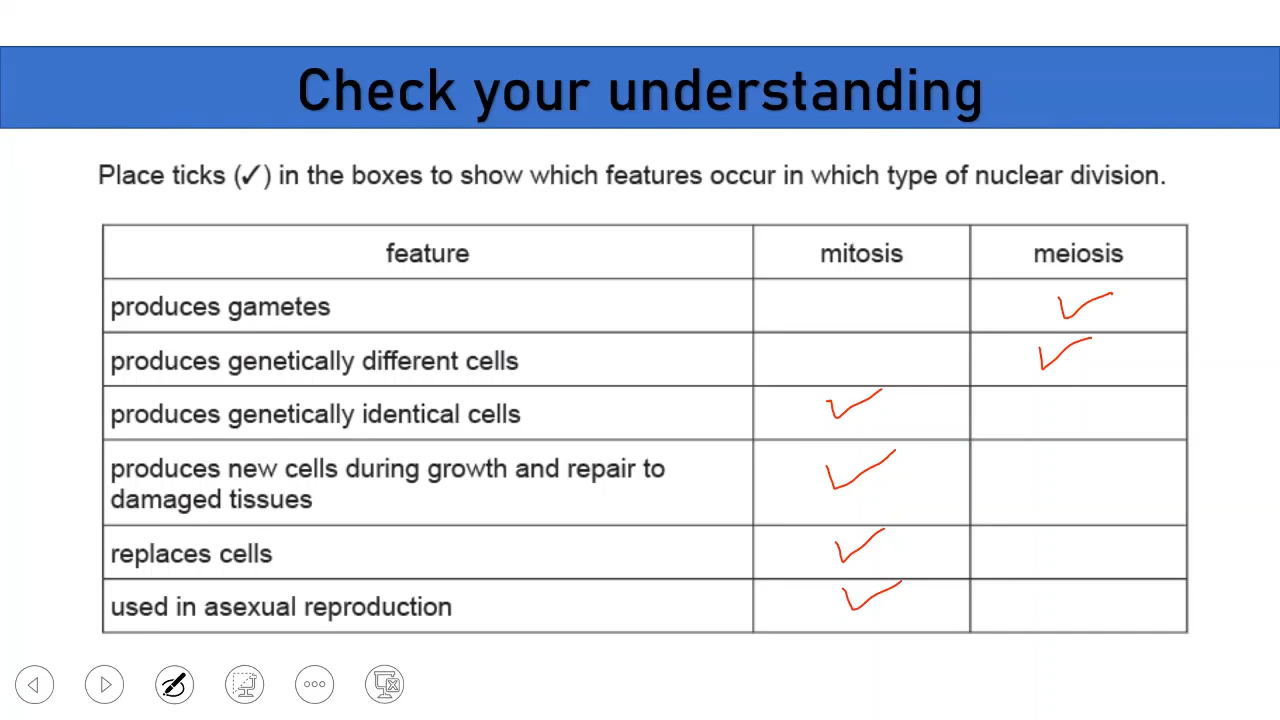 Check your understanding
Place ticks (✓) in the boxes to show which features occur in which type of nuclear division.
feature mitosis meiosis
produces gametes ✓
produces genetically different cells ✓
produces genetically identical cells ✓
produces new cells during growth and repair to
damaged tissues ✓
replaces cells ✓
used in asexual reproduction ✓